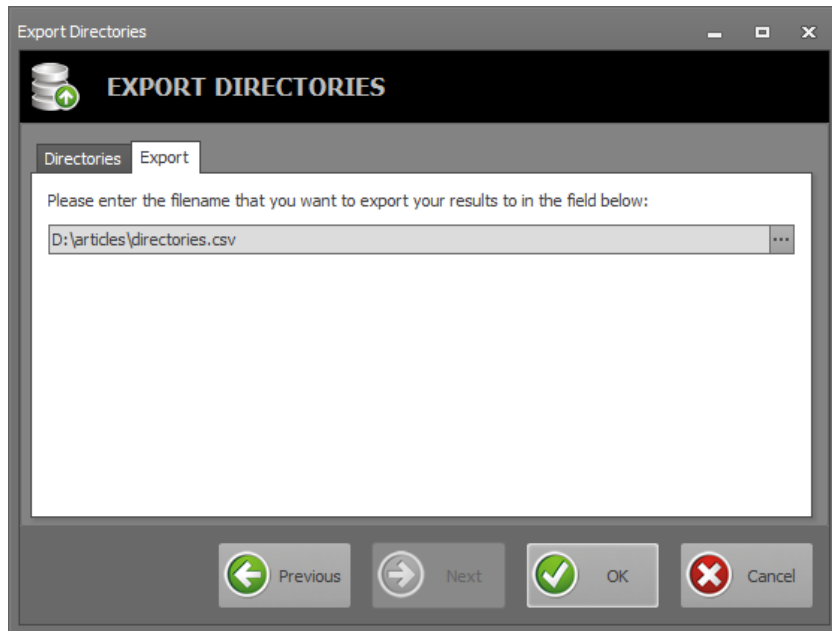 Export Directories
EXPORT DIRECTORIES
Directories Export
Please enter the filename that you want to export your results to in the field below:
D:\articles\directories.csv
Previous Next OK Cancel